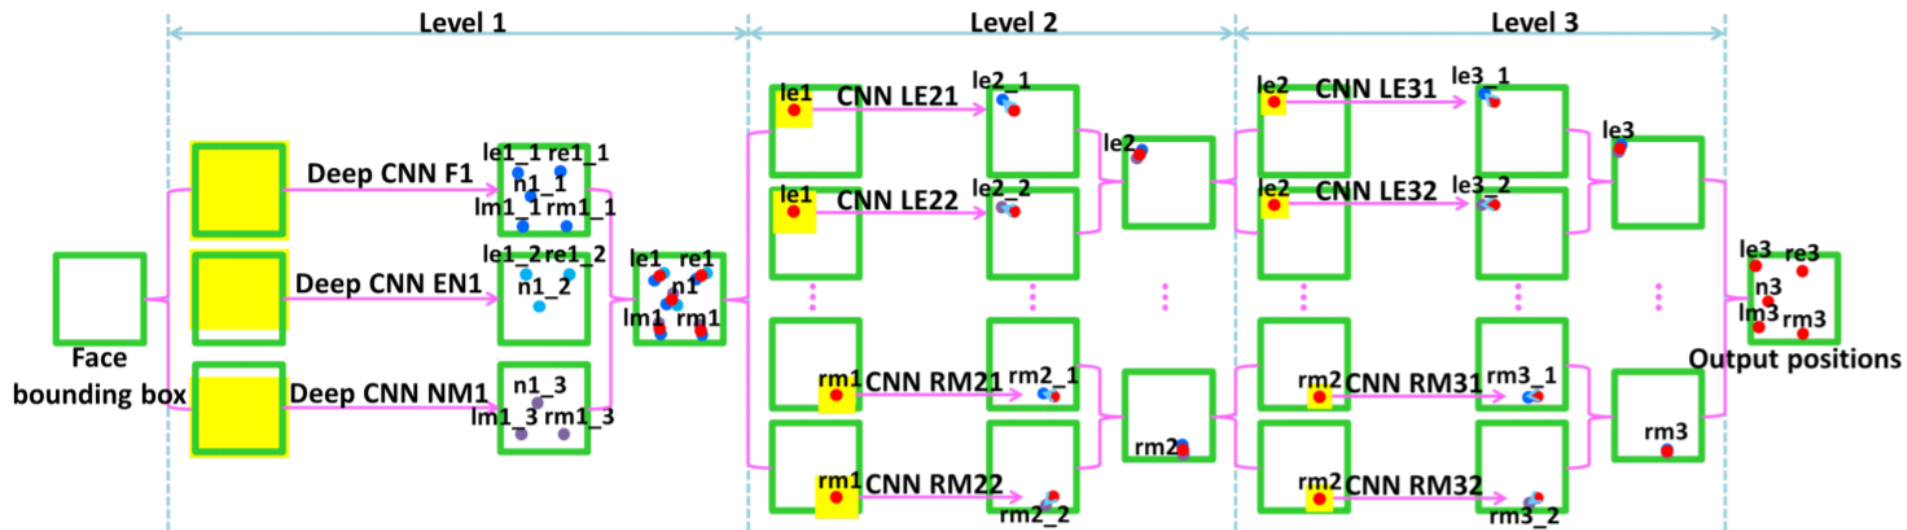 Level 1
Level 2
Level 3
Face
bounding box
Deep CNN F1
Deep CNN EN1
Deep CNN NM1
le1_1 re1_1
n1_1
lm1_1 rm1_1
le1_2 re1_2
n1_2
n1_3
lm1_3 rm1_3
le1 re1
n1
lm1 rm1
le1
CNN LE21
le2_1
le1
CNN LE22
le2_2
le2
rm1
CNN RM21
rm2_1
rm1
CNN RM22
rm2_2
rm2
le2
CNN LE31
le3_1
le2
CNN LE32
le3_2
le3
rm2
CNN RM31
rm3_1
rm2
CNN RM32
rm3_2
rm3
le3 re3
n3
lm3 rm3
Output positions